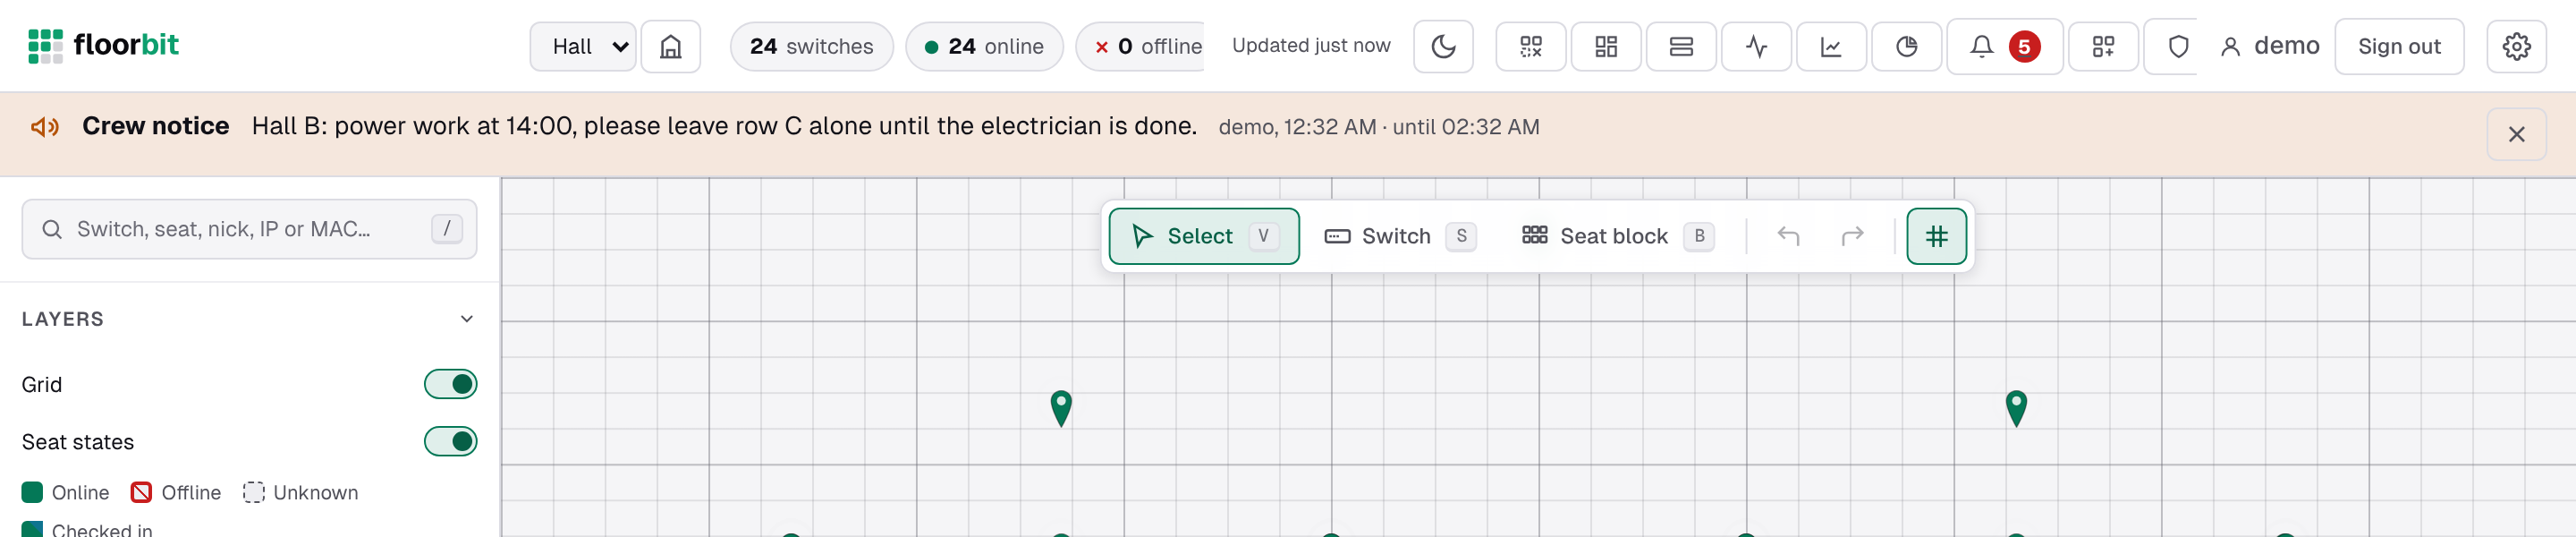 floorbit
Hall
24 switches
24 online
0 offline
Updated just now
5
demo
Sign out
Crew notice Hall B: power work at 14:00, please leave row C alone until the electrician is done. demo, 12:32 AM · until 02:32 AM
Switch, seat, nick, IP or MAC... /
Select V
Switch S
Seat block B
LAYERS
Grid
Seat states
Online
Offline
Unknown
Checked in